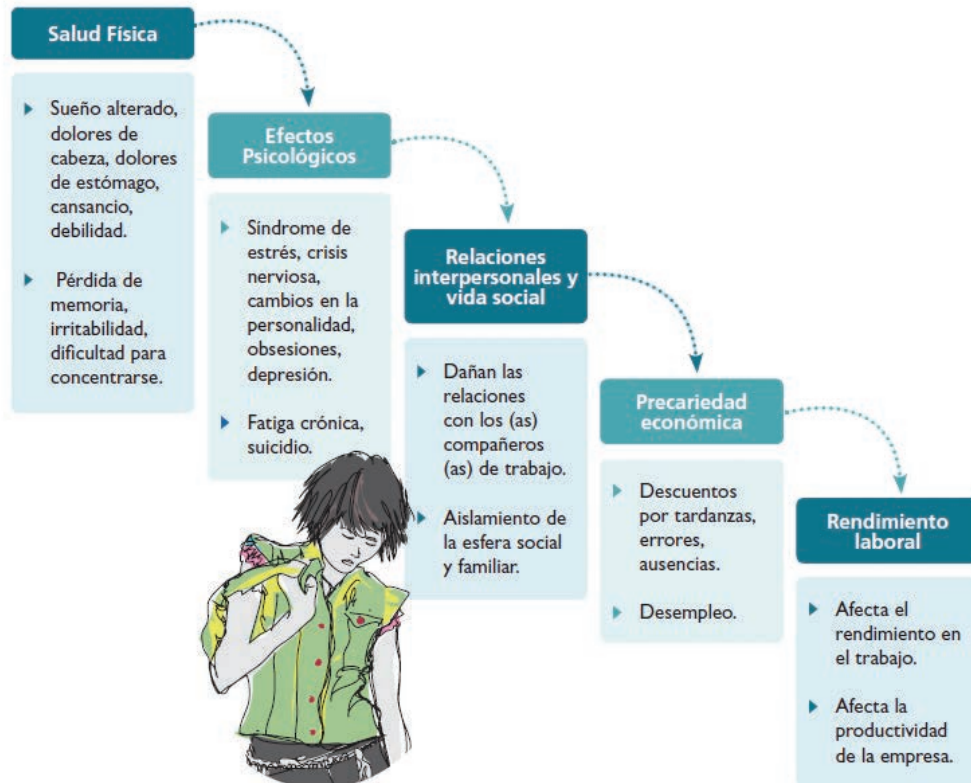 Salud Física
Sueño alterado,
dolores de
cabeza, dolores
de estómago,
cansancio,
debilidad.
Pérdida de
memoria,
irritabilidad,
dificultad para
concentrarse.
Efectos
Psicológicos
Síndrome de
estrés, crisis
nerviosa,
cambios en la
personalidad,
obsesiones,
depresión.
Fatiga crónica,
suicidio.
Relaciones
interpersonales y
vida social
Dañan las
relaciones
con los (as)
compañeros
(as) de trabajo.
Aislamiento de
la esfera social
y familiar.
Precariedad
económica
Descuentos
por tardanzas,
errores,
ausencias.
Desempleo.
Rendimiento
laboral
Afecta el
rendimiento en
el trabajo.
Afecta la
productividad
de la empresa.